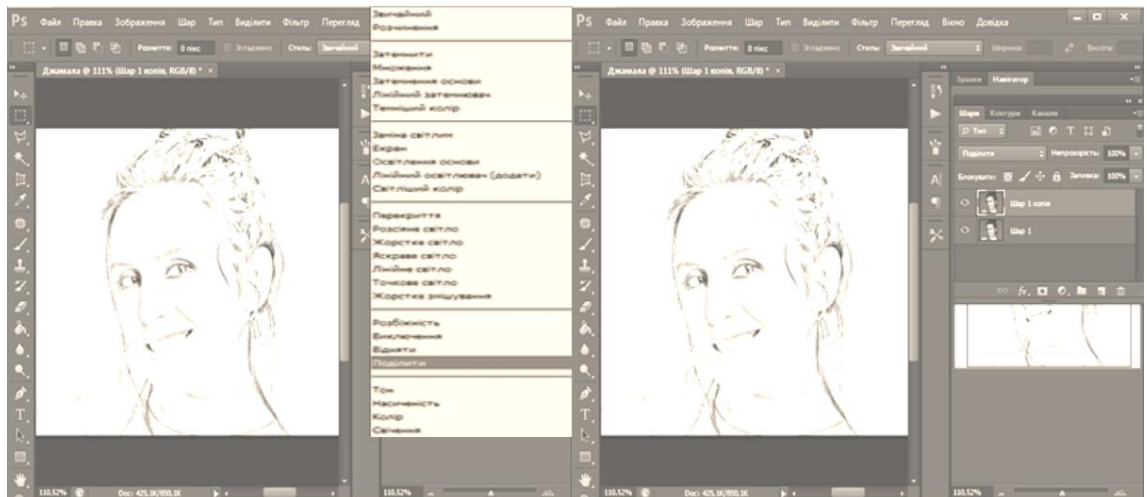 Ps Файл Правка Зображення Шар Тип Виділити Фільтр Перегляд
Розмиття: 0 пікс Згладжено Стиль: Звичайний
Джамала @ 111% (Шар 1 копія, RGB/8) * ×
110.52% Doc: 425,1K/850,1K
Звичайний
Розчинення
Затемнити
Множення
Затемнення основи
Лінійний затемнювач
Темніший колір
Заміна світлим
Екран
Освітлення основи
Лінійний освітлювач (додати)
Світліший колір
Перекриття
Розсіяне світло
Жорстке світло
Яскраве світло
Лінійне світло
Точкове світло
Жорстке змішування
Розбіжність
Виключення
Відняти
Поділити
Тон
Насиченість
Колір
Свічення
110.52%
Ps Файл Правка Зображення Шар Тип Виділити Фільтр Перегляд Вікно Довідка
Розмиття: 0 пікс Згладжено Стиль: Звичайний Ширина: Висота:
Джамала @ 111% (Шар 1 копія, RGB/8) * ×
110.52% Doc: 425,1K/850,1K
Зразки Навігатор
Шари Контури Канали
Тип
Поділити Непрозорість: 100%
Блокувати: Заливка: 100%
Шар 1 копія
Шар 1
fx
110.52%